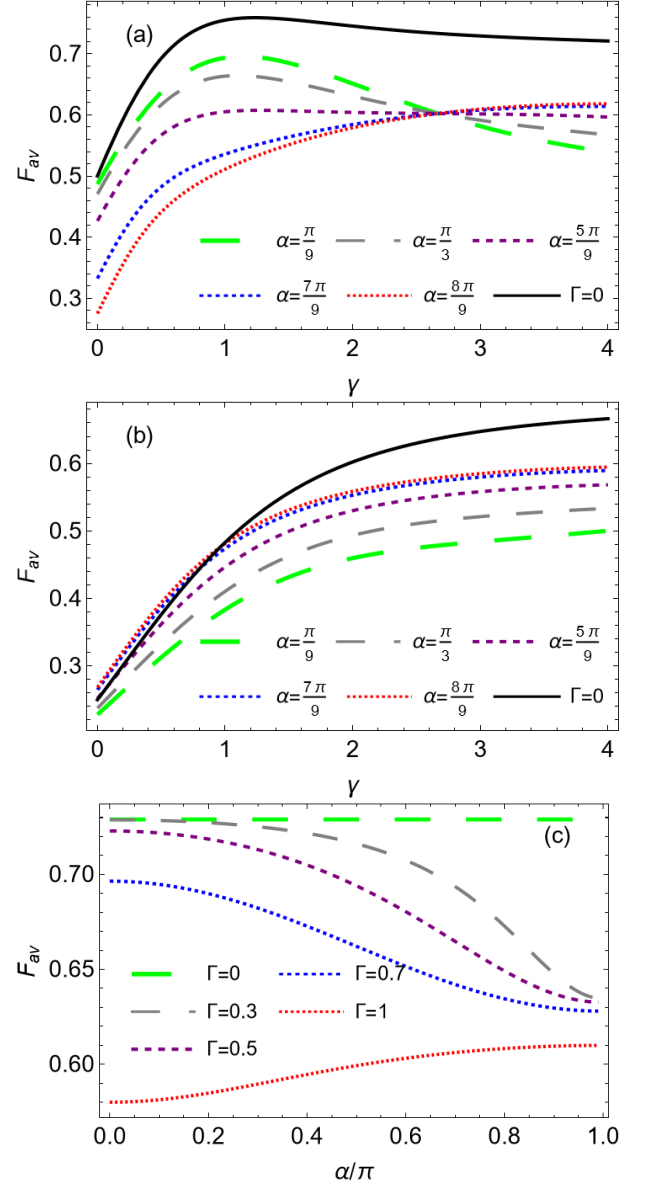 (a)
F_av
0.7
0.6
0.5
0.4
0.3
α=π/9 α=π/3 α=5π/9
α=7π/9 α=8π/9 Γ=0
0 1 2 3 4
γ
(b)
F_av
0.6
0.5
0.4
0.3
α=π/9 α=π/3 α=5π/9
α=7π/9 α=8π/9 Γ=0
0 1 2 3 4
γ
(c)
F_av
0.70
0.65
0.60
Γ=0 Γ=0.7
Γ=0.3 Γ=1
Γ=0.5
0.0 0.2 0.4 0.6 0.8 1.0
α/π